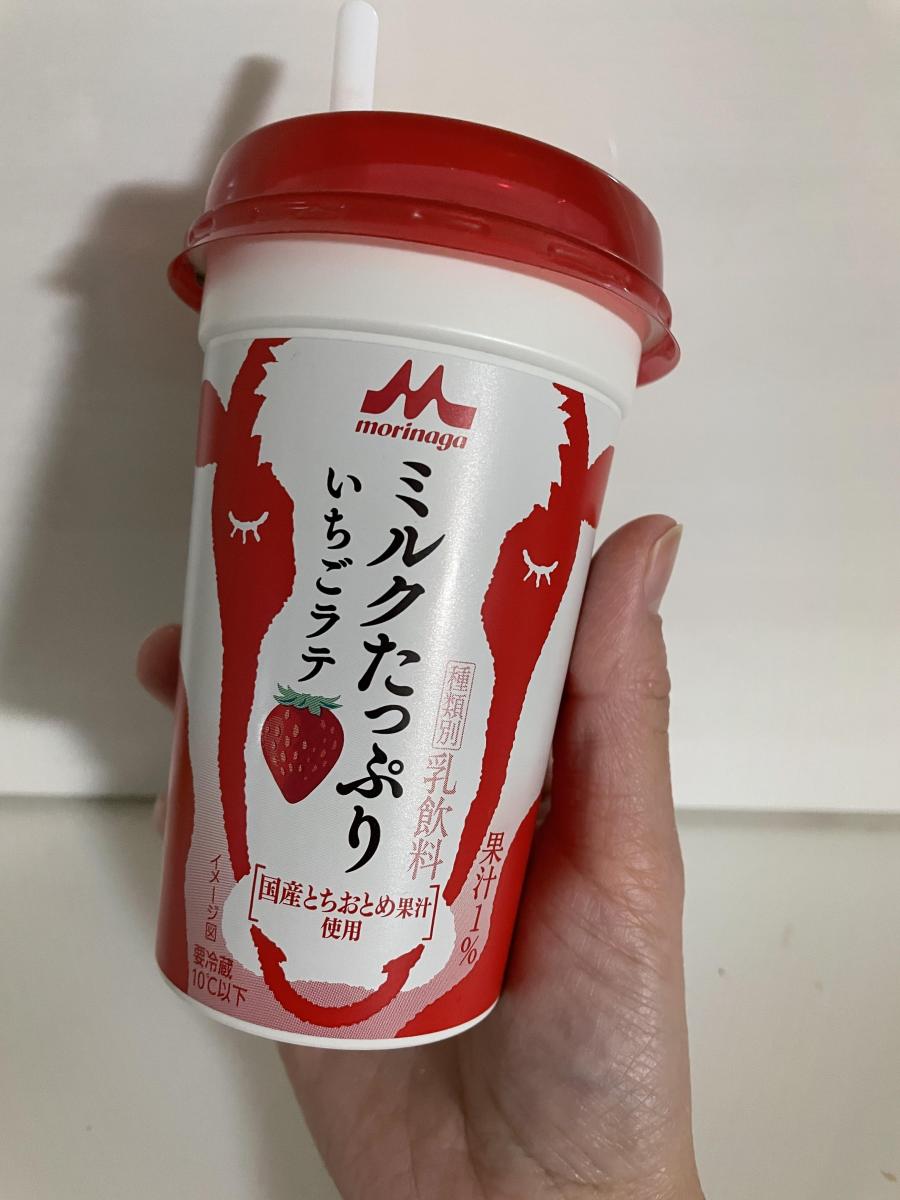 morinaga
ミルクたっぷり
いちごラテ
種類別
乳飲料
果汁1%
国産とちおとめ果汁
使用
イメージ図
要冷蔵
10℃以下